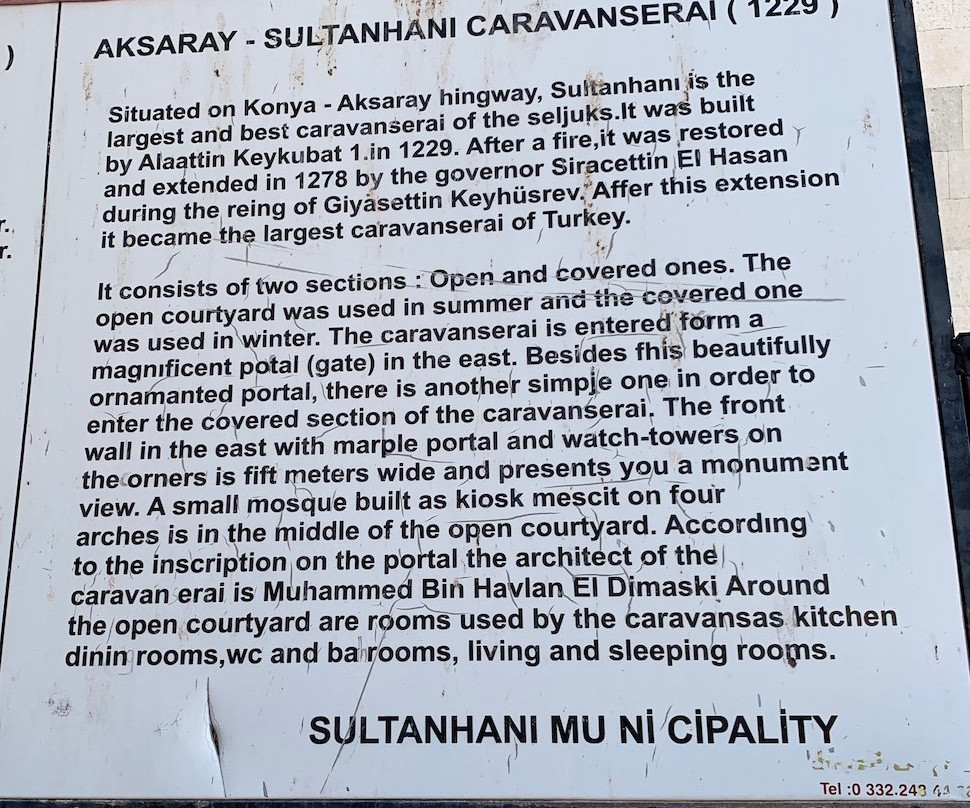 )
r.
r.
AKSARAY - SULTANHANI CARAVANSERAİ ( 1229 )
Situated on Konya - Aksaray hingway, Sultanhanı is the
largest and best caravanserai of the seljuks.It was built
by Alaattin Keykubat 1.in 1229. After a fire,it was restored
and extended in 1278 by the governor Siracettin El Hasan
during the reing of Giyasettin Keyhüsrev. Affer this extension
it became the largest caravanserai of Turkey.
It consists of two sections : Open and covered ones. The
open courtyard was used in summer and the covered one
was used in winter. The caravanserai is entered form a
magnıficent potal (gate) in the east. Besides fhis beautifully
ornamanted portal, there is another simpje one in order to
enter the covered section of the caravanserai. The front
wall in the east with marple portal and watch-towers on
the orners is fift meters wide and presents you a monument
view. A small mosque built as kiosk mescit on four
arches is in the middle of the open courtyard. Accordıng
to the inscription on the portal the architect of the
caravan erai is Muhammed Bin Havlan El Dimaski Around
the open courtyard are rooms used by the caravansas kitchen
dinin rooms,wc and ba rooms, living and sleeping rooms.
SULTANHANI MU Nİ CİPALİTY
Tel :0 332.243